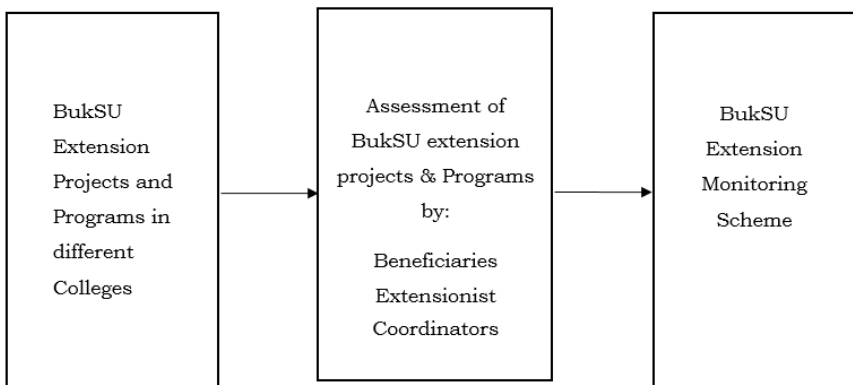 BukSU
Extension
Projects and
Programs in
different
Colleges
Assessment of
BukSU extension
projects & Programs
by:
Beneficiaries
Extensionist
Coordinators
BukSU
Extension
Monitoring
Scheme